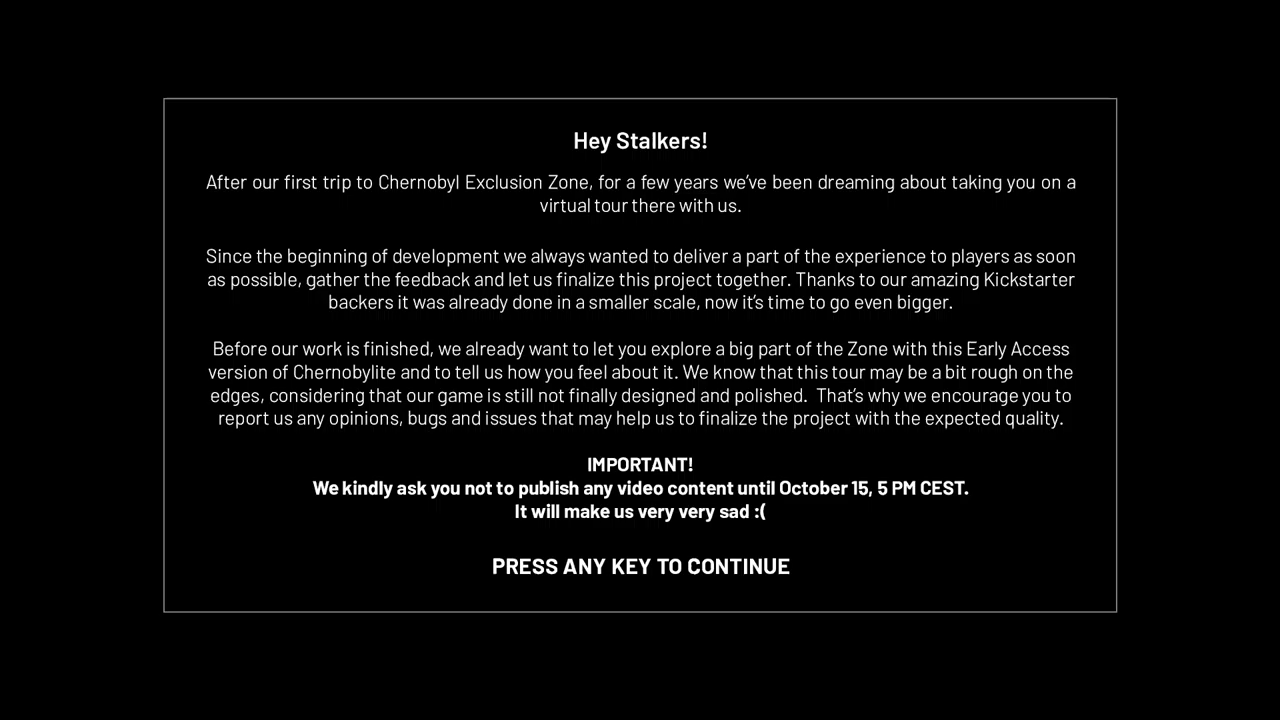 Hey Stalkers!
After our first trip to Chernobyl Exclusion Zone, for a few years we've been dreaming about taking you on a
virtual tour there with us.
Since the beginning of development we always wanted to deliver a part of the experience to players as soon
as possible, gather the feedback and let us finalize this project together. Thanks to our amazing Kickstarter
backers it was already done in a smaller scale, now it's time to go even bigger.
Before our work is finished, we already want to let you explore a big part of the Zone with this Early Access
version of Chernobylite and to tell us how you feel about it. We know that this tour may be a bit rough on the
edges, considering that our game is still not finally designed and polished.  That's why we encourage you to
report us any opinions, bugs and issues that may help us to finalize the project with the expected quality.
IMPORTANT!
We kindly ask you not to publish any video content until October 15, 5 PM CEST.
It will make us very very sad :(
PRESS ANY KEY TO CONTINUE